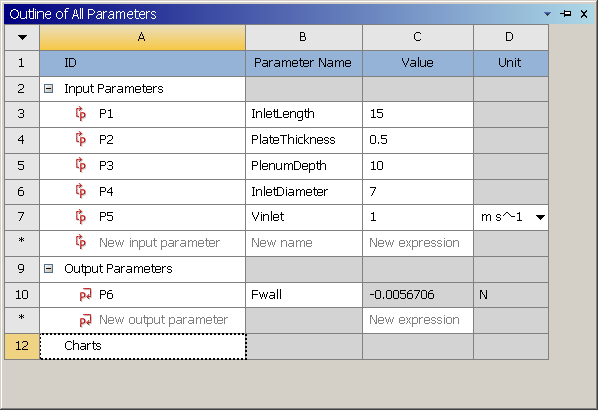 Outline of All Parameters
A B C D
1 ID Parameter Name Value Unit
2 Input Parameters
3 P1 InletLength 15
4 P2 PlateThickness 0.5
5 P3 PlenumDepth 10
6 P4 InletDiameter 7
7 P5 Vinlet 1 m s^-1
* New input parameter New name New expression
9 Output Parameters
10 P6 Fwall -0.0056706 N
* New output parameter New expression
12 Charts